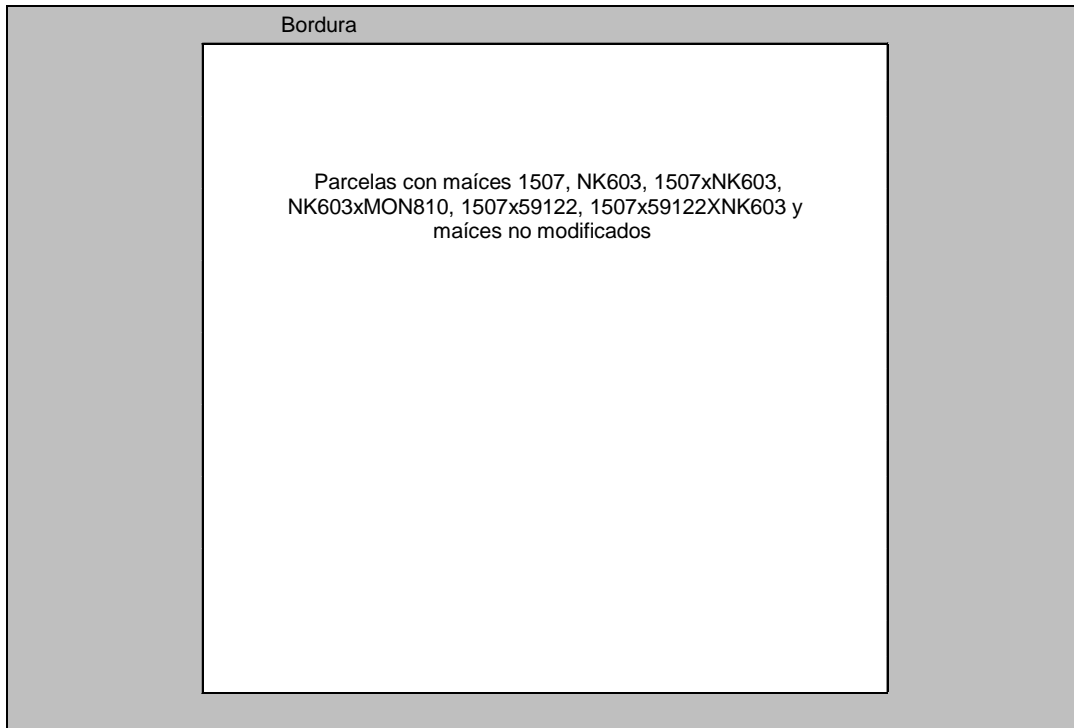 Bordura
Parcelas con maíces 1507, NK603, 1507xNK603,
NK603xMON810, 1507x59122, 1507x59122XNK603 y
maíces no modificados